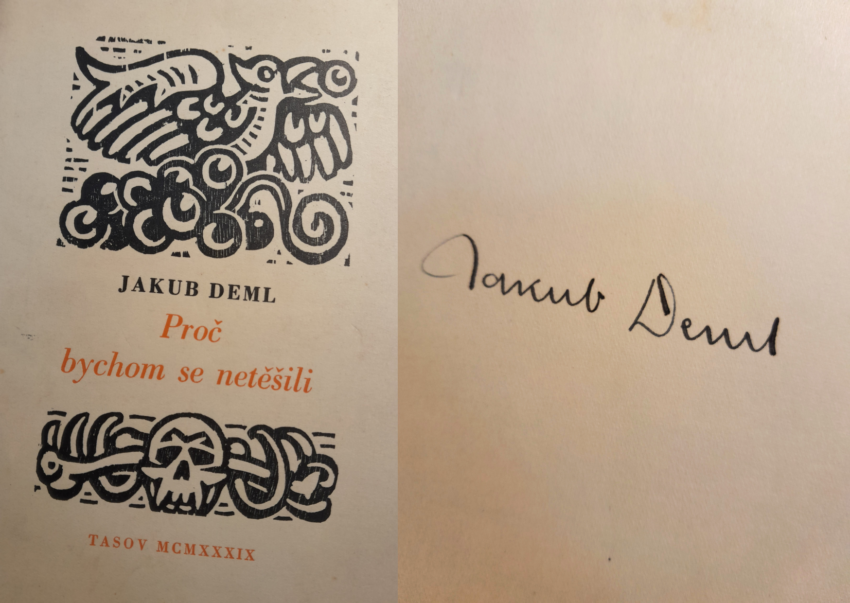 JAKUB DEML
Proč
bychom se netěšili
TASOV MCMXXXIX
Jakub Deml